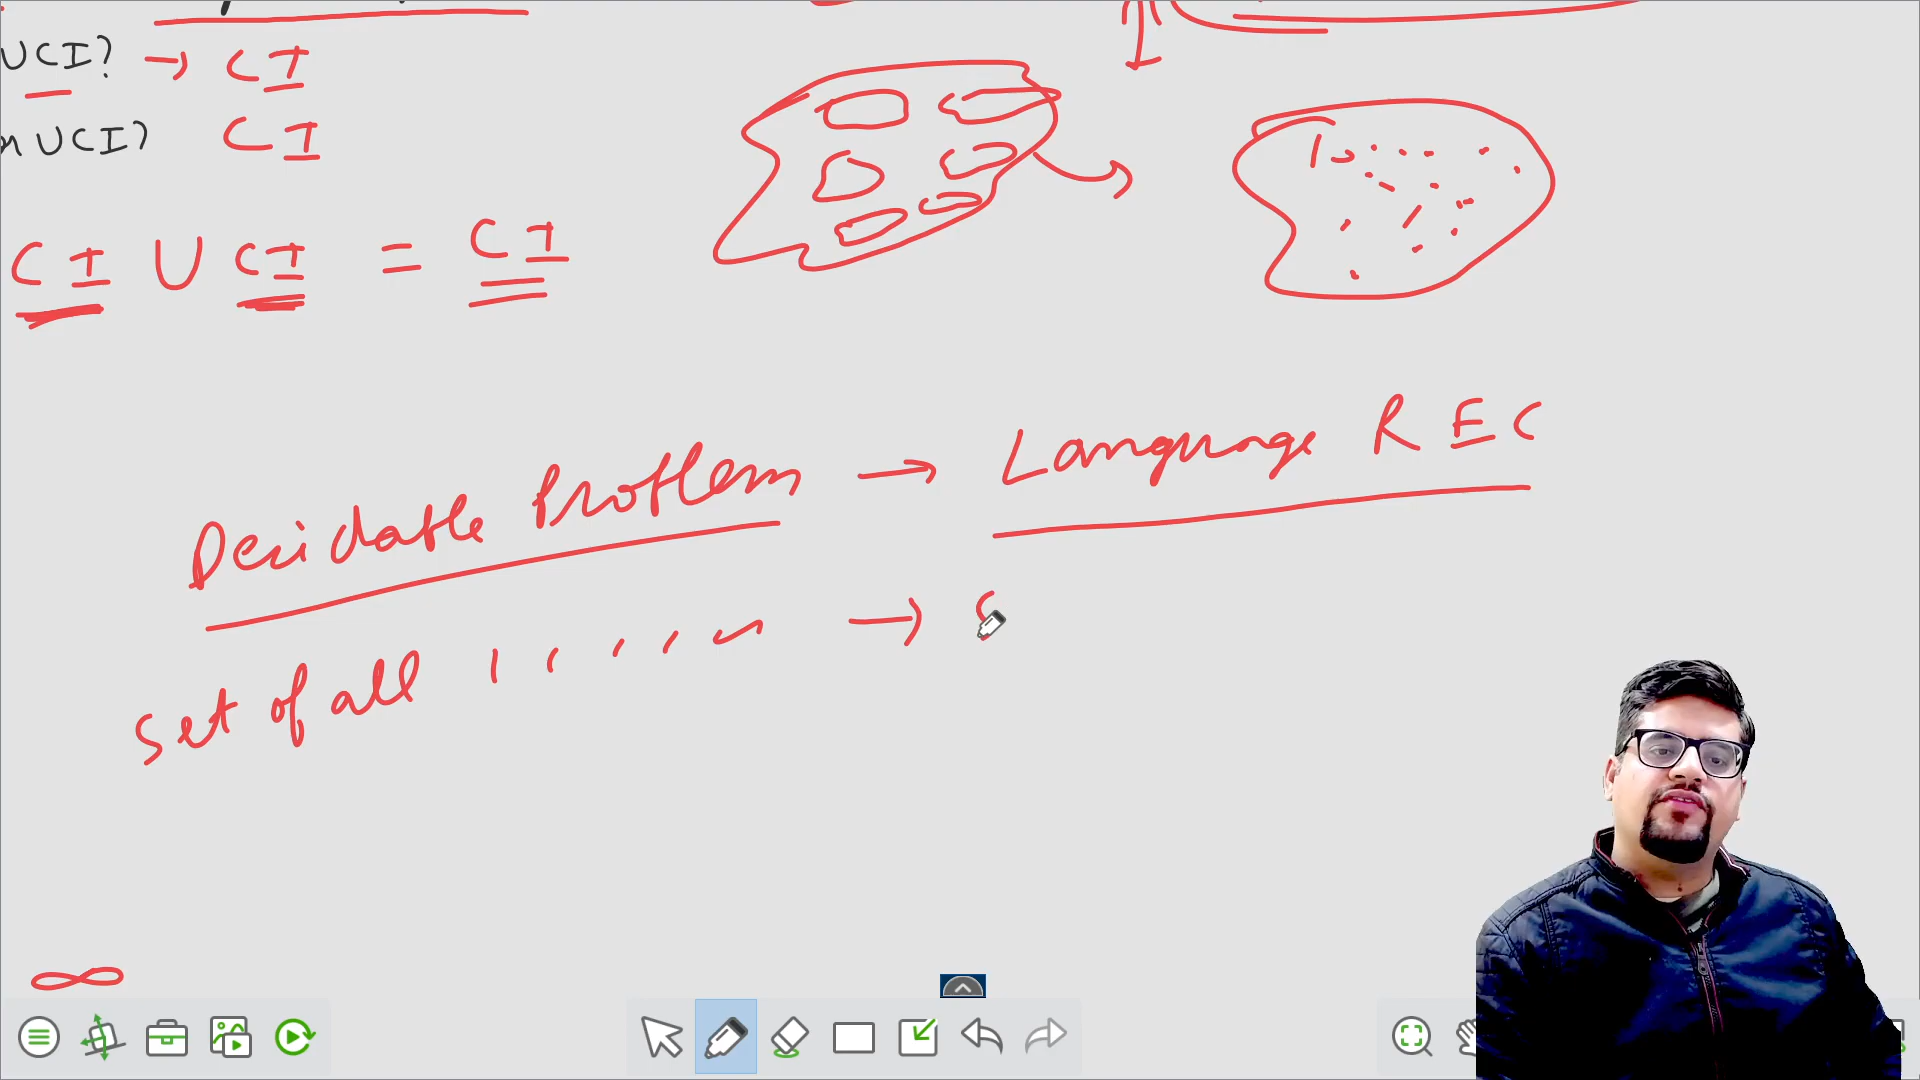 UCI? → CI
UCI? CI
CI U CI = CI
Decidable Problem → Language REC
Set of all →
∞